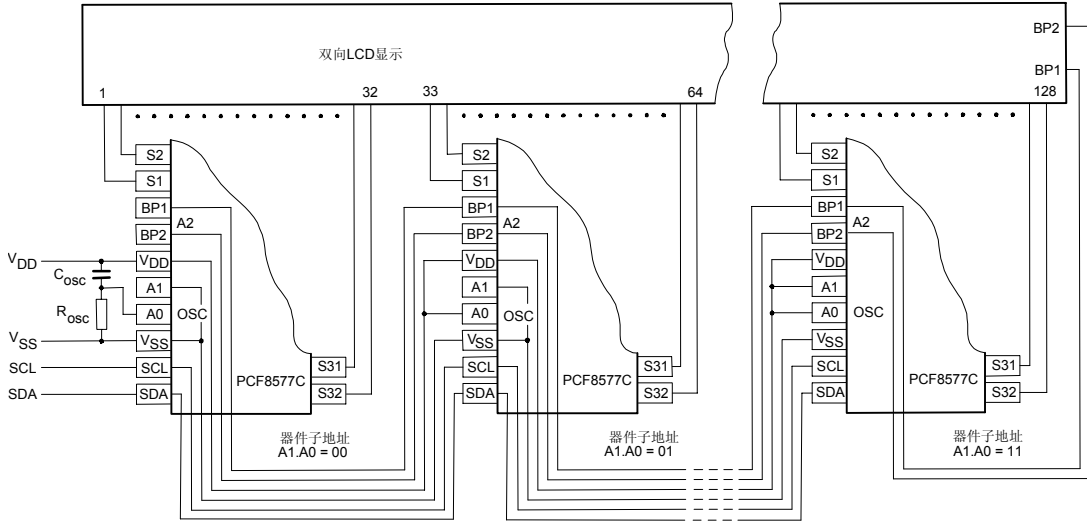 双向LCD显示
BP2
BP1
1
32
33
64
128
S2
S1
BP1
A2
BP2
VDD
A1
OSC
A0
VSS
SCL
SDA
S31
S32
PCF8577C
VDD
COSC
ROSC
VSS
SCL
SDA
器件子地址
A1.A0 = 00
S2
S1
BP1
A2
BP2
VDD
A1
A0
OSC
VSS
SCL
SDA
S31
S32
PCF8577C
器件子地址
A1.A0 = 01
S2
S1
BP1
A2
BP2
VDD
A1
A0
OSC
VSS
SCL
SDA
S31
S32
PCF8577C
器件子地址
A1.A0 = 11